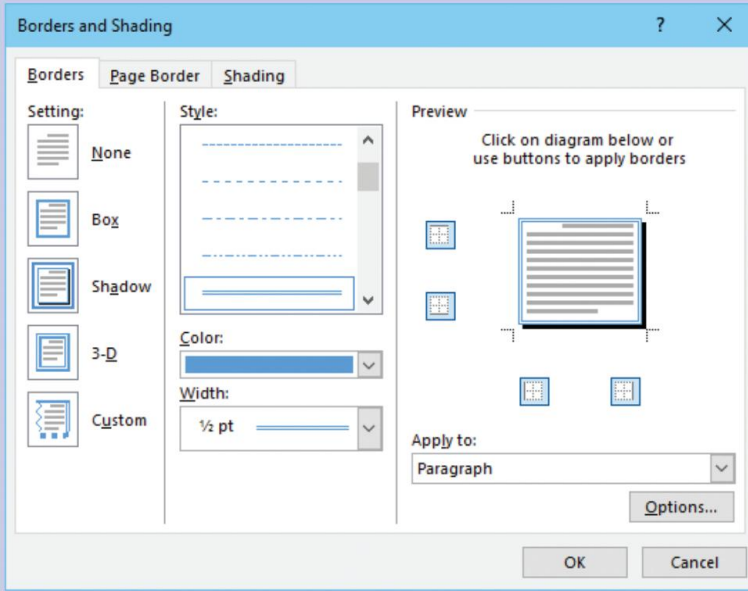 Borders and Shading
? ×
Borders Page Border Shading
Setting:
None
Box
Shadow
3-D
Custom
Style:
Color:
Width:
½ pt
Preview
Click on diagram below or
use buttons to apply borders
Apply to:
Paragraph
Options...
OK Cancel